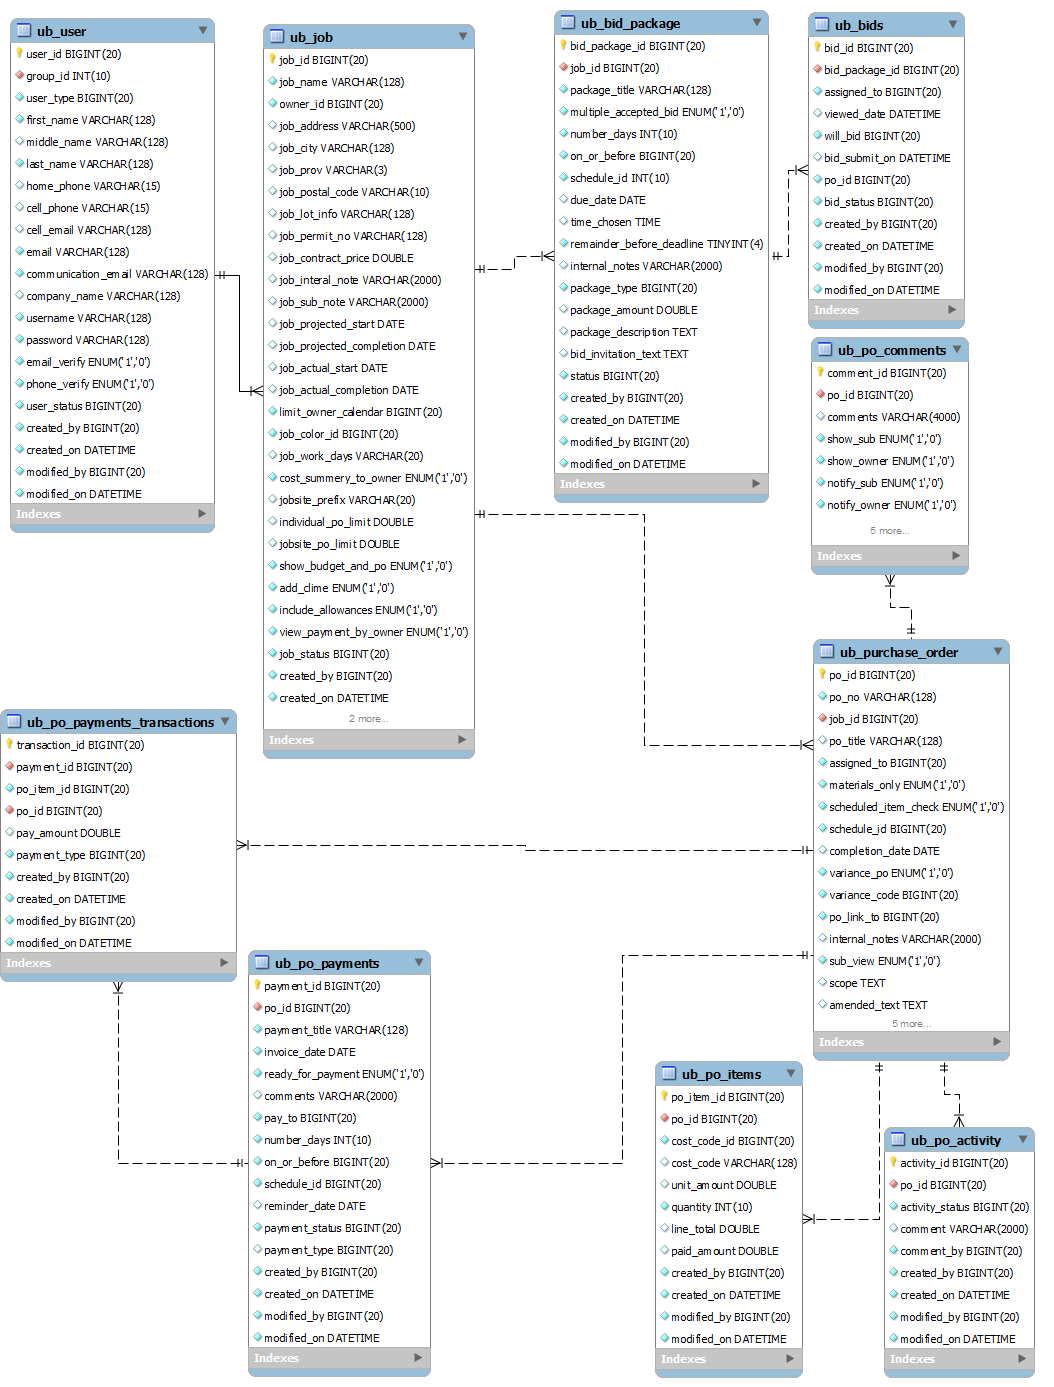 ub_user
user_id BIGINT(20)
group_id INT(10)
user_type BIGINT(20)
first_name VARCHAR(128)
middle_name VARCHAR(128)
last_name VARCHAR(128)
home_phone VARCHAR(15)
cell_phone VARCHAR(15)
cell_email VARCHAR(128)
email VARCHAR(128)
communication_email VARCHAR(128)
company_name VARCHAR(128)
username VARCHAR(128)
password VARCHAR(128)
email_verify ENUM('1','0')
phone_verify ENUM('1','0')
user_status BIGINT(20)
created_by BIGINT(20)
created_on DATETIME
modified_by BIGINT(20)
modified_on DATETIME
Indexes
ub_job
job_id BIGINT(20)
job_name VARCHAR(128)
owner_id BIGINT(20)
job_address VARCHAR(500)
job_city VARCHAR(128)
job_prov VARCHAR(3)
job_postal_code VARCHAR(10)
job_lot_info VARCHAR(128)
job_permit_no VARCHAR(128)
job_contract_price DOUBLE
job_interal_note VARCHAR(2000)
job_sub_note VARCHAR(2000)
job_projected_start DATE
job_projected_completion DATE
job_actual_start DATE
job_actual_completion DATE
limit_owner_calendar BIGINT(20)
job_color_id BIGINT(20)
job_work_days VARCHAR(20)
cost_summery_to_owner ENUM('1','0')
jobsite_prefix VARCHAR(20)
individual_po_limit DOUBLE
jobsite_po_limit DOUBLE
show_budget_and_po ENUM('1','0')
add_clime ENUM('1','0')
include_allowances ENUM('1','0')
view_payment_by_owner ENUM('1','0')
job_status BIGINT(20)
created_by BIGINT(20)
created_on DATETIME
2 more...
Indexes
ub_bid_package
bid_package_id BIGINT(20)
job_id BIGINT(20)
package_title VARCHAR(128)
multiple_accepted_bid ENUM('1','0')
number_days INT(10)
on_or_before BIGINT(20)
schedule_id INT(10)
due_date DATE
time_chosen TIME
remainder_before_deadline TINYINT(4)
internal_notes VARCHAR(2000)
package_type BIGINT(20)
package_amount DOUBLE
package_description TEXT
bid_invitation_text TEXT
status BIGINT(20)
created_by BIGINT(20)
created_on DATETIME
modified_by BIGINT(20)
modified_on DATETIME
Indexes
ub_bids
bid_id BIGINT(20)
bid_package_id BIGINT(20)
assigned_to BIGINT(20)
viewed_date DATETIME
will_bid BIGINT(20)
bid_submit_on DATETIME
po_id BIGINT(20)
bid_status BIGINT(20)
created_by BIGINT(20)
created_on DATETIME
modified_by BIGINT(20)
modified_on DATETIME
Indexes
ub_po_comments
comment_id BIGINT(20)
po_id BIGINT(20)
comments VARCHAR(4000)
show_sub ENUM('1','0')
show_owner ENUM('1','0')
notify_sub ENUM('1','0')
notify_owner ENUM('1','0')
5 more...
Indexes
ub_purchase_order
po_id BIGINT(20)
po_no VARCHAR(128)
job_id BIGINT(20)
po_title VARCHAR(128)
assigned_to BIGINT(20)
materials_only ENUM('1','0')
scheduled_item_check ENUM('1','0')
schedule_id BIGINT(20)
completion_date DATE
variance_po ENUM('1','0')
variance_code BIGINT(20)
po_link_to BIGINT(20)
internal_notes VARCHAR(2000)
sub_view ENUM('1','0')
scope TEXT
amended_text TEXT
5 more...
Indexes
ub_po_payments_transactions
transaction_id BIGINT(20)
payment_id BIGINT(20)
po_item_id BIGINT(20)
po_id BIGINT(20)
pay_amount DOUBLE
payment_type BIGINT(20)
created_by BIGINT(20)
created_on DATETIME
modified_by BIGINT(20)
modified_on DATETIME
Indexes
ub_po_payments
payment_id BIGINT(20)
po_id BIGINT(20)
payment_title VARCHAR(128)
invoice_date DATE
ready_for_payment ENUM('1','0')
comments VARCHAR(2000)
pay_to BIGINT(20)
number_days INT(10)
on_or_before BIGINT(20)
schedule_id BIGINT(20)
reminder_date DATE
payment_status BIGINT(20)
payment_type BIGINT(20)
created_by BIGINT(20)
created_on DATETIME
modified_by BIGINT(20)
modified_on DATETIME
Indexes
ub_po_items
po_item_id BIGINT(20)
po_id BIGINT(20)
cost_code_id BIGINT(20)
cost_code VARCHAR(128)
unit_amount DOUBLE
quantity INT(10)
line_total DOUBLE
paid_amount DOUBLE
created_by BIGINT(20)
created_on DATETIME
modified_by BIGINT(20)
modified_on DATETIME
Indexes
ub_po_activity
activity_id BIGINT(20)
po_id BIGINT(20)
activity_status BIGINT(20)
comment VARCHAR(2000)
comment_by BIGINT(20)
created_by BIGINT(20)
created_on DATETIME
modified_by BIGINT(20)
modified_on DATETIME
Indexes